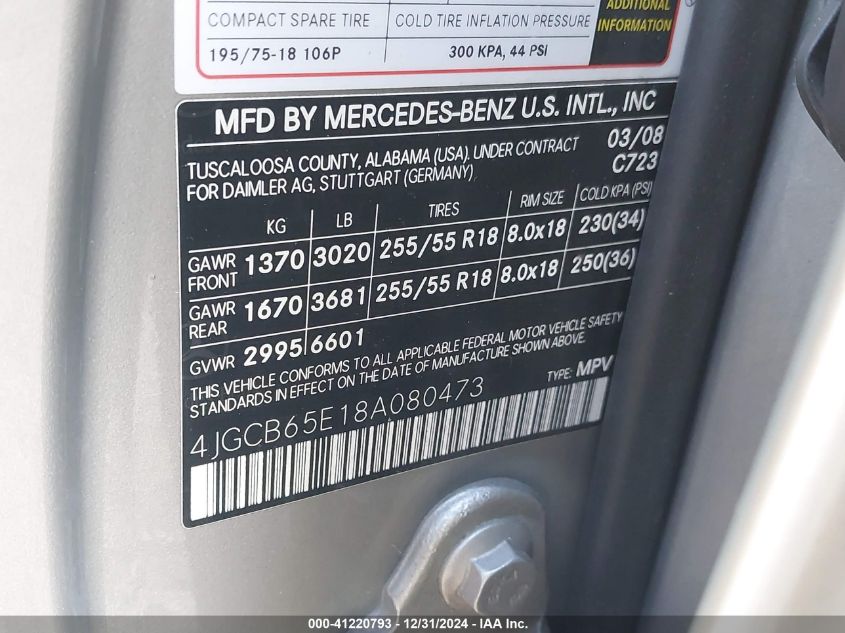 ADDITIONAL
COMPACT SPARE TIRE COLD TIRE INFLATION PRESSURE INFORMATION
195/75-18 106P 300 KPA, 44 PSI
MFD BY MERCEDES-BENZ U.S. INTL., INC
TUSCALOOSA COUNTY, ALABAMA (USA). UNDER CONTRACT 03/08
FOR DAIMLER AG, STUTTGART (GERMANY) C723
KG LB TIRES RIM SIZE COLD KPA (PSI)
GAWR FRONT 1370 3020 255/55 R18 8.0x18 230(34)
GAWR REAR 1670 3681 255/55 R18 8.0x18 250(36)
GVWR 2995 6601
THIS VEHICLE CONFORMS TO ALL APPLICABLE FEDERAL MOTOR VEHICLE SAFETY
STANDARDS IN EFFECT ON THE DATE OF MANUFACTURE SHOWN ABOVE.
TYPE: MPV
4JGCB65E18A080473
000-41220793 - 12/31/2024 - IAAI.com